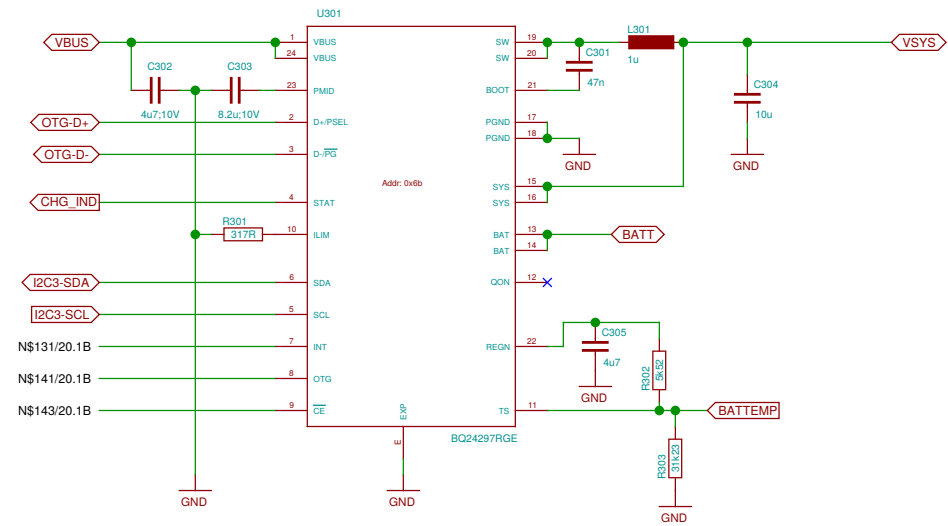 U301
VBUS
1
VBUS
24
VBUS
C302
4u7;10V
C303
8.2u;10V
23
PMID
OTG-D+
2
D+/PSEL
OTG-D-
3
D-/PG
CHG_IND
4
STAT
R301
317R
10
ILIM
I2C3-SDA
6
SDA
I2C3-SCL
5
SCL
N$131/20.1B
7
INT
N$141/20.1B
8
OTG
N$143/20.1B
9
CE
Addr: 0x6b
EXP
E
BQ24297RGE
SW
19
SW
20
BOOT
21
C301
47n
L301
1u
VSYS
C304
10u
GND
PGND
17
PGND
18
GND
SYS
15
SYS
16
BAT
13
BAT
14
BATT
QON
12
REGN
22
C305
4u7
GND
R302
5k52
TS
11
BATTEMP
R303
31k23
GND
GND
GND